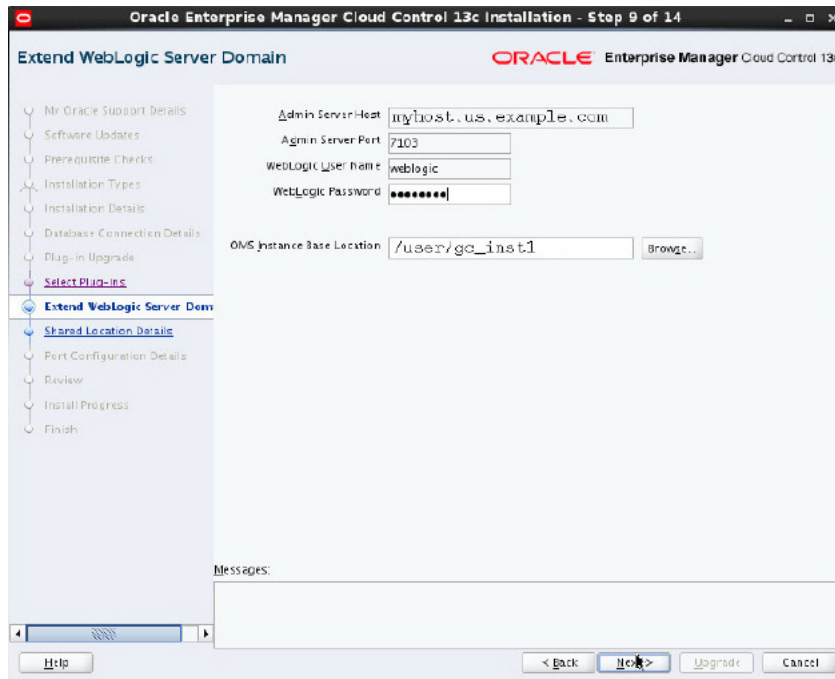 Oracle Enterprise Manager Cloud Control 13c Installation - Step 9 of 14
Extend WebLogic Server Domain
ORACLE Enterprise Manager Cloud Control 13c
My Oracle Support Details
Software Updates
Prerequisite Checks
Installation Types
Installation Details
Database Connection Details
Plug-in Upgrade
Select Plug-ins
Extend WebLogic Server Dom
Shared Location Details
Port Configuration Details
Review
Install Progress
Finish
Admin Server Host myhost.us.example.com
Admin Server Port 7103
WebLogic User Name weblogic
WebLogic Password ●●●●●●●●
OMS Instance Base Location /user/gc_inst1 Browse..
Messages:
Help < Back Next > Upgrade Cancel